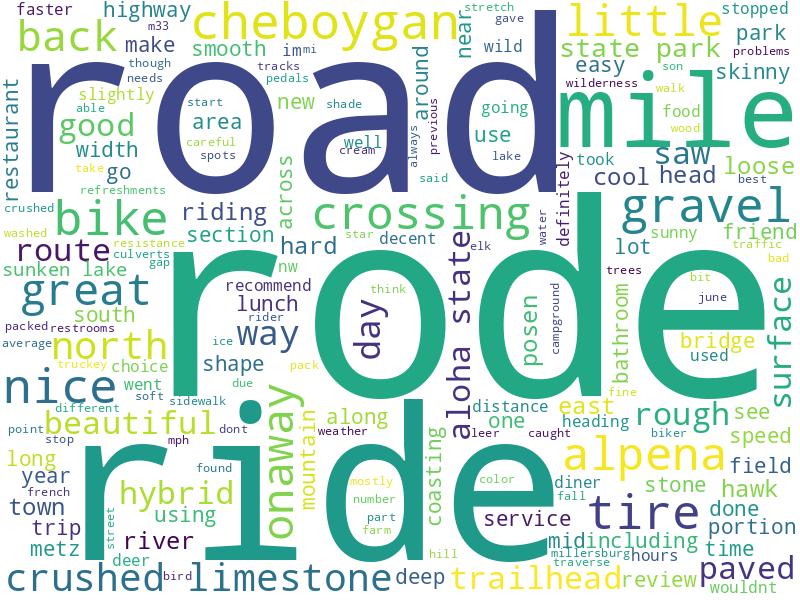 faster
highway
cheboygan
little
stretch
stopped
m33
gave
back
make
smooth
im
mi
near
wild
state park
park
problems
though
needs
tracks
pedals
around
easy
son
skinny
restaurant
road
mile
wilderness
slightly
able
start
shade
new
going
use
walk
food
wood
good
area
well
always
previous
width
careful
spots
cream
lake
took
saw
loose
go
take
refreshments
said
definitely
cool
head
best
crushed
bike
riding
across
crossing
gravel
washed
route
resistance
section
star
decent
water
lot
sunny
friend
culverts
hard
traffic
sunken lake
gap
nw
elk
trees
bad
great
rode
recommend
think
bit
south
rider
lunch
day
aloha state
posen
campground
bathroom
june
surface
packed
restrooms
way
ice
used
bridge
average
north
truckey
choice
shape
pack
nice
went
soft
sidewalk
due
fine
different
distance
east
beautiful
onaway
mountain
along
one
heading
rough
see
point
stop
mph
dont
weather
leer
caught
biker
speed
long
ride
alpena
year
found
color
diner
field
french
hybrid
mostly
coasting
fall
stone
hawk
town
street
using
number
part
service
tire
done
trip
river
farm
portion
metz
deer
hill
mid
including
time
millersburg
hours
crushed limestone
bird
deep
trailhead
traverse
review
paved
wouldnt